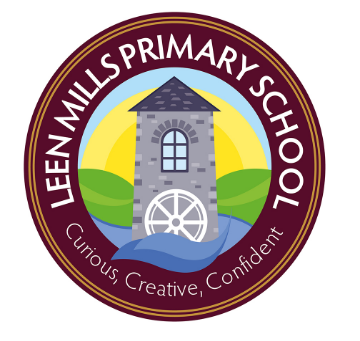 LEEN MILLS PRIMARY SCHOOL
Curious, Creative, Confident